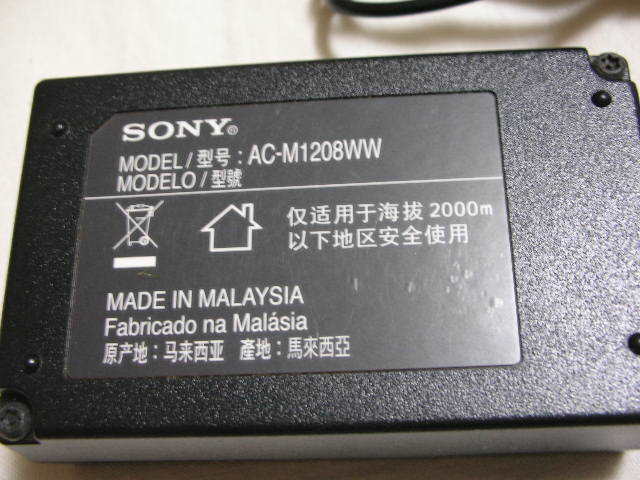 SONY®
MODEL/型号: AC-M1208WW
MODELO/型號
仅适用于海拔 2000m
以下地区安全使用
MADE IN MALAYSIA
Fabricado na Malásia
原产地: 马来西亚 產地: 馬來西亞